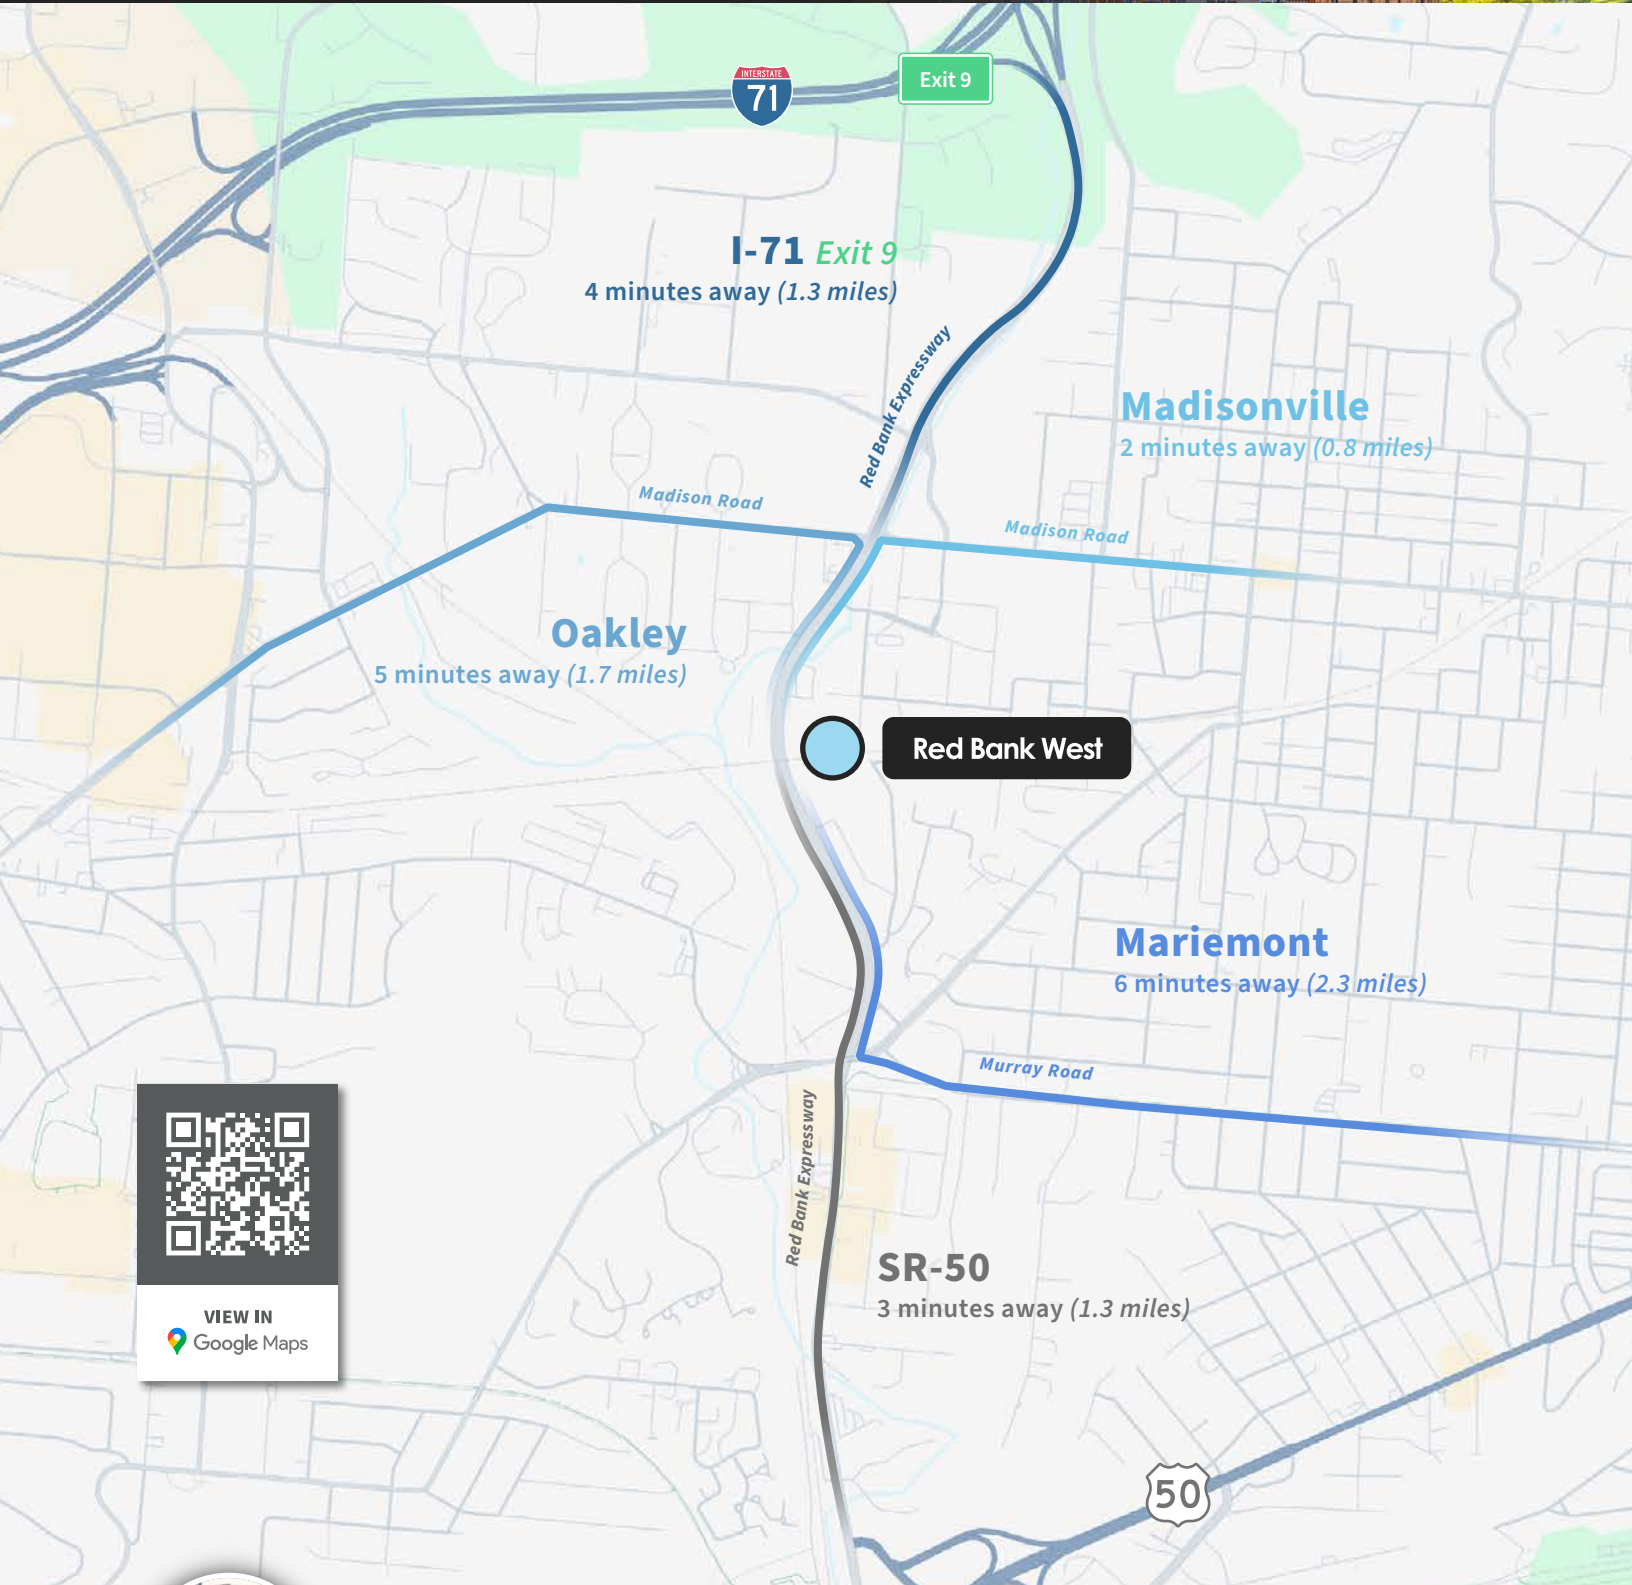 INTERSTATE
71
Exit 9
I-71 Exit 9
4 minutes away (1.3 miles)
Red Bank Expressway
Madisonville
2 minutes away (0.8 miles)
Madison Road
Madison Road
Oakley
5 minutes away (1.7 miles)
Red Bank West
Mariemont
6 minutes away (2.3 miles)
Murray Road
Red Bank Expressway
SR-50
3 minutes away (1.3 miles)
VIEW IN
Google Maps
50